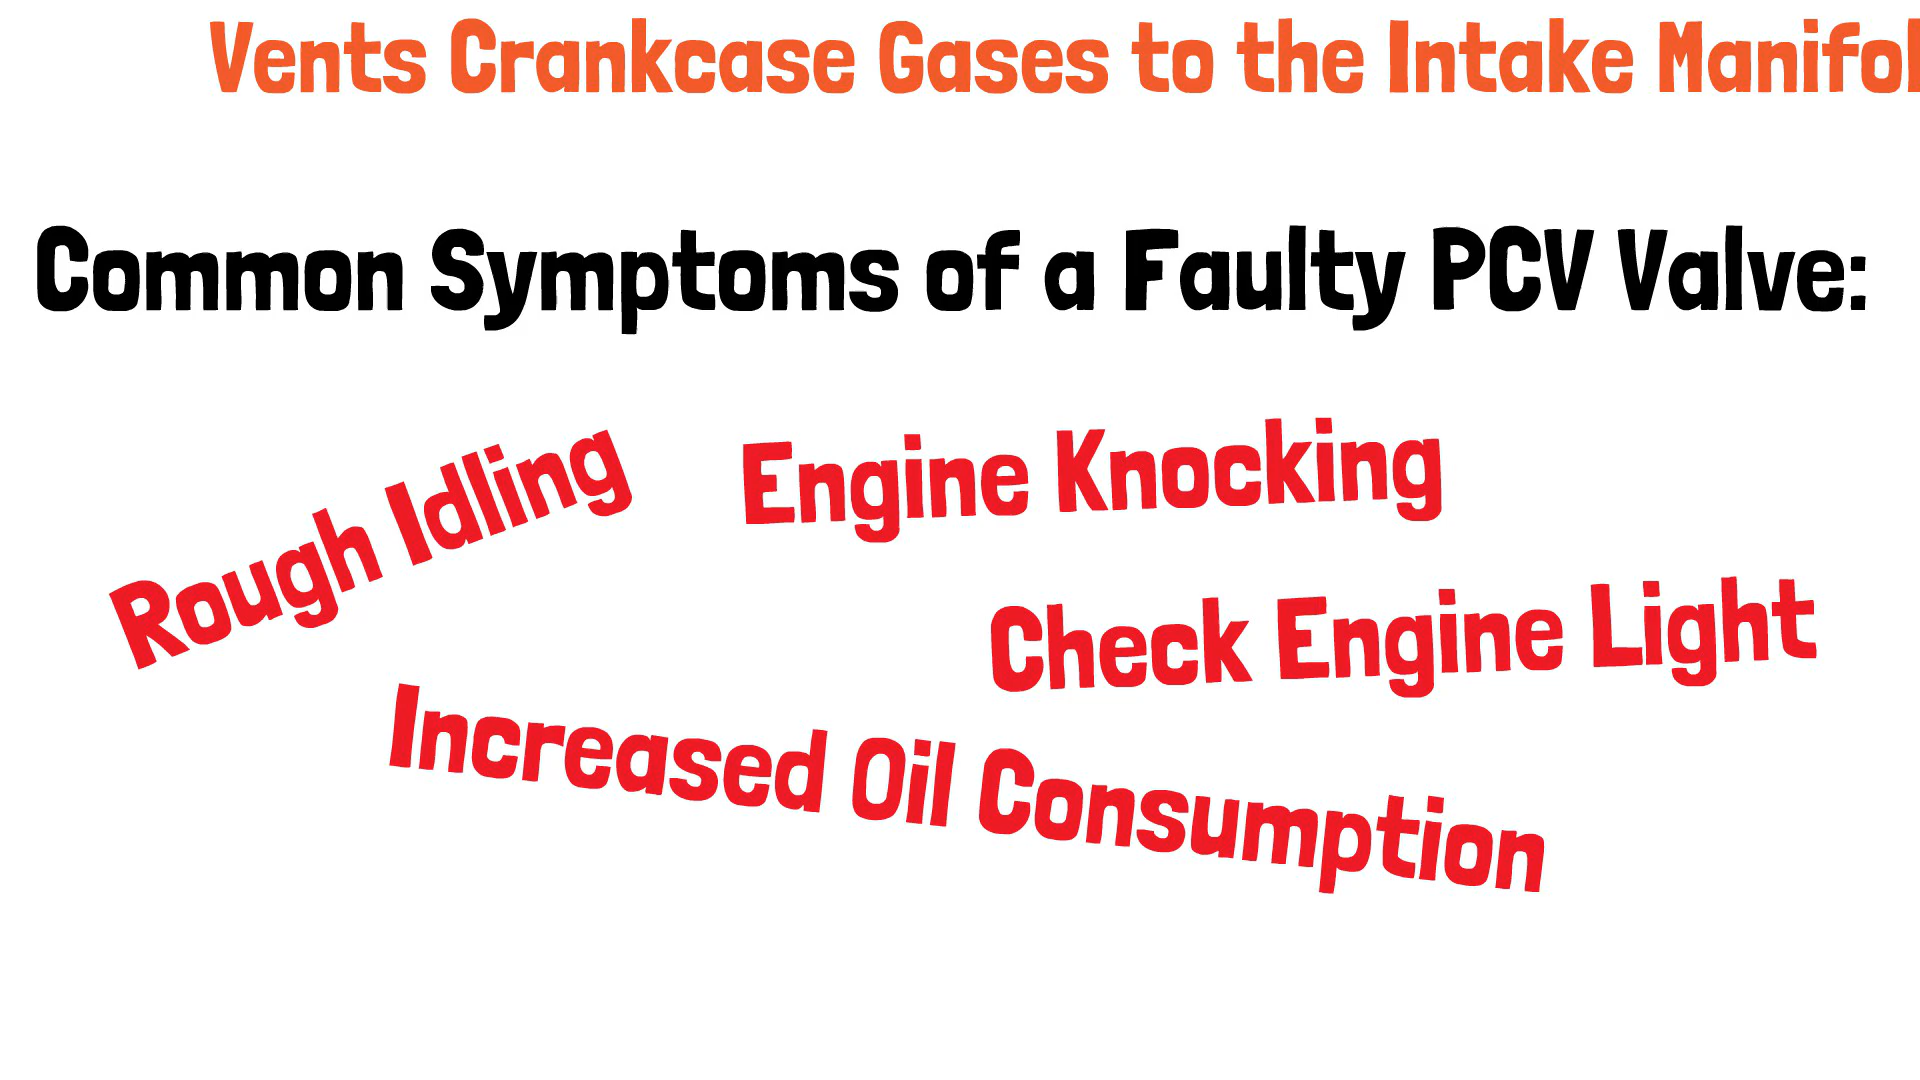 Vents Crankcase Gases to the Intake Manifol
Common Symptoms of a Faulty PCV Valve:
Rough Idling
Engine Knocking
Check Engine Light
Increased Oil Consumption